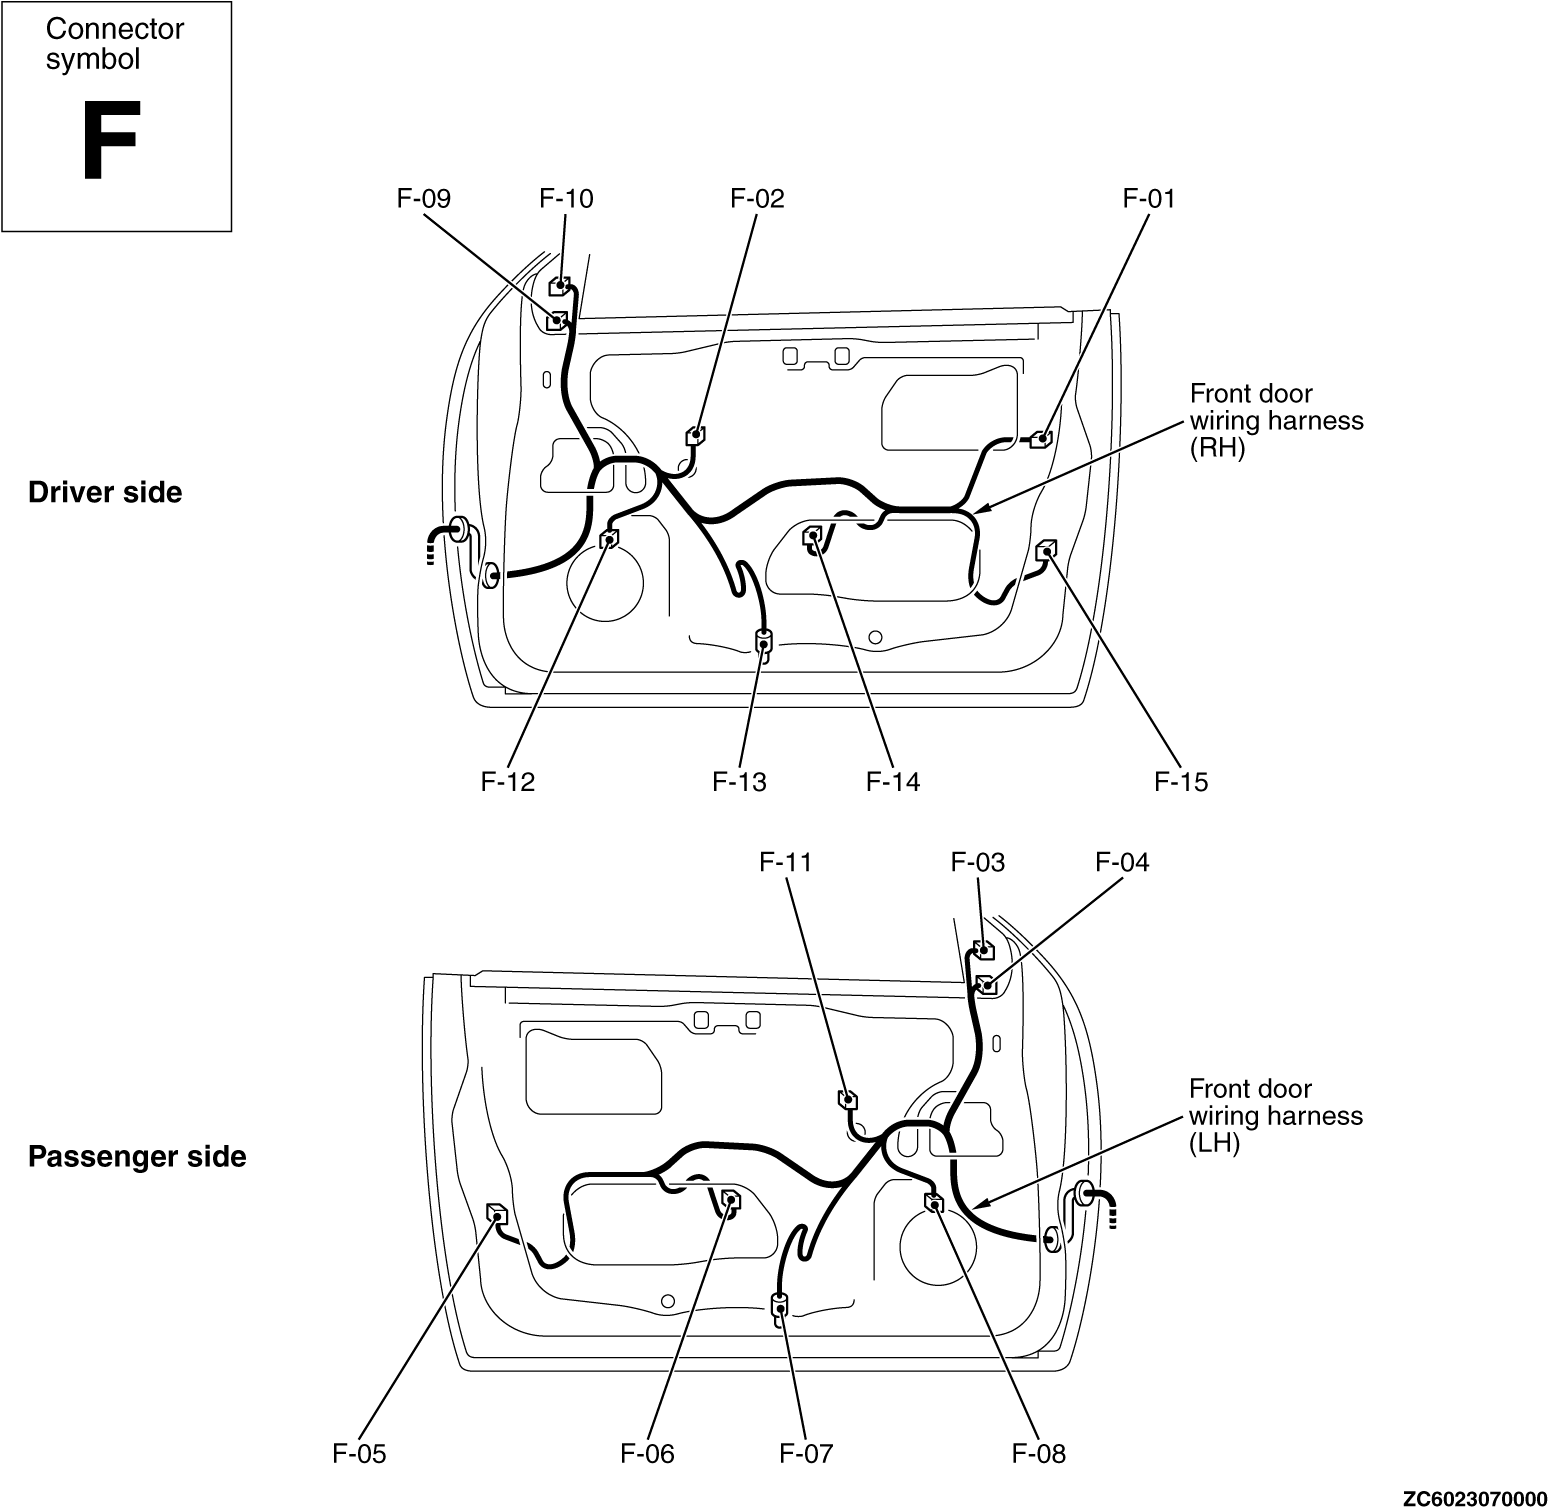 Connector
symbol
F
F-09
F-10
F-02
F-01
Front door
wiring harness
(RH)
Driver side
F-12
F-13
F-14
F-15
F-11
F-03
F-04
Front door
wiring harness
(LH)
Passenger side
F-05
F-06
F-07
F-08
ZC6023070000